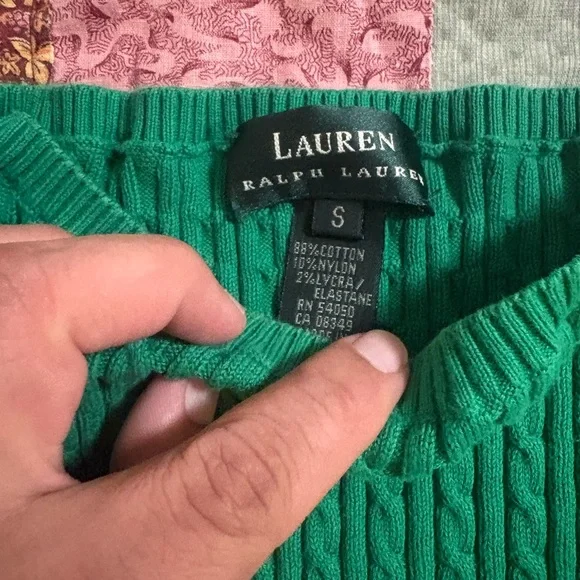 LAUREN
RALPH LAUREN
S
88%COTTON
10%NYLON
2%LYCRA/
ELASTANE
RN 54050
CA 08349